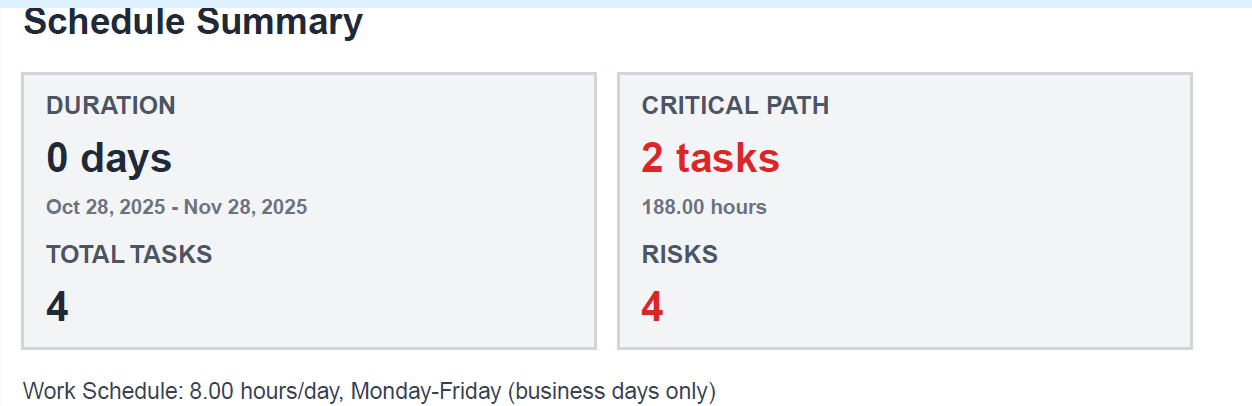 Schedule Summary
DURATION
0 days
Oct 28, 2025 - Nov 28, 2025
TOTAL TASKS
4
CRITICAL PATH
2 tasks
188.00 hours
RISKS
4
Work Schedule: 8.00 hours/day, Monday-Friday (business days only)